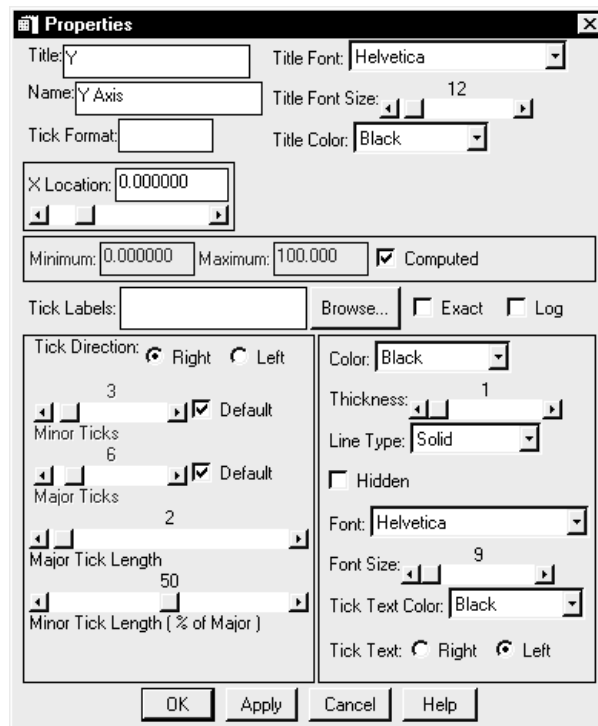 Properties
Title: Y Title Font: Helvetica
Name: Y Axis Title Font Size: 12
Tick Format: Title Color: Black
X Location: 0.000000
Minimum: 0.000000 Maximum: 100.000 Computed
Tick Labels: Browse... Exact Log
Tick Direction: Right Left
3
Default
Minor Ticks
6
Default
Major Ticks
2
Major Tick Length
50
Minor Tick Length ( % of Major )
Color: Black
Thickness: 1
Line Type: Solid
Hidden
Font: Helvetica
Font Size: 9
Tick Text Color: Black
Tick Text: Right Left
OK Apply Cancel Help